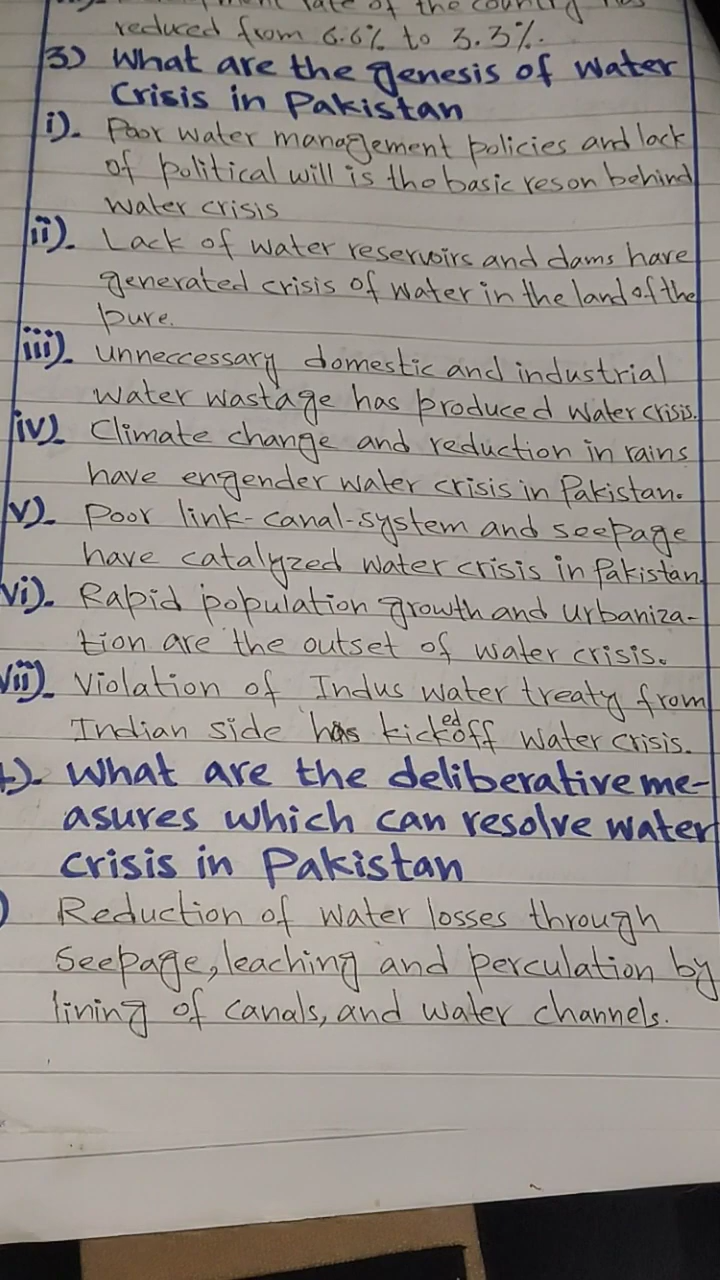 rate of the country has
reduced from 6.6% to 3.3%.
3) What are the genesis of water
Crisis in Pakistan
i). Poor water management policies and lack
of political will is the basic reson behind
water crisis
ii). Lack of water reservoirs and dams have
generated crisis of water in the land of the
pure.
iii). unneccessary domestic and industrial
water wastage has produced water crisis.
iv) Climate change and reduction in rains
have engender water crisis in Pakistan.
v). Poor link-canal-system and seepage
have catalyzed water crisis in Pakistan
vi). Rapid population growth and urbaniza-
tion are the outset of water crisis.
vii). Violation of Indus water treaty from
Indian side has kickedoff water crisis.
). What are the deliberative me-
asures which can resolve water
crisis in Pakistan
) Reduction of water losses through
seepage, leaching and perculation by
lining of canals, and water channels.